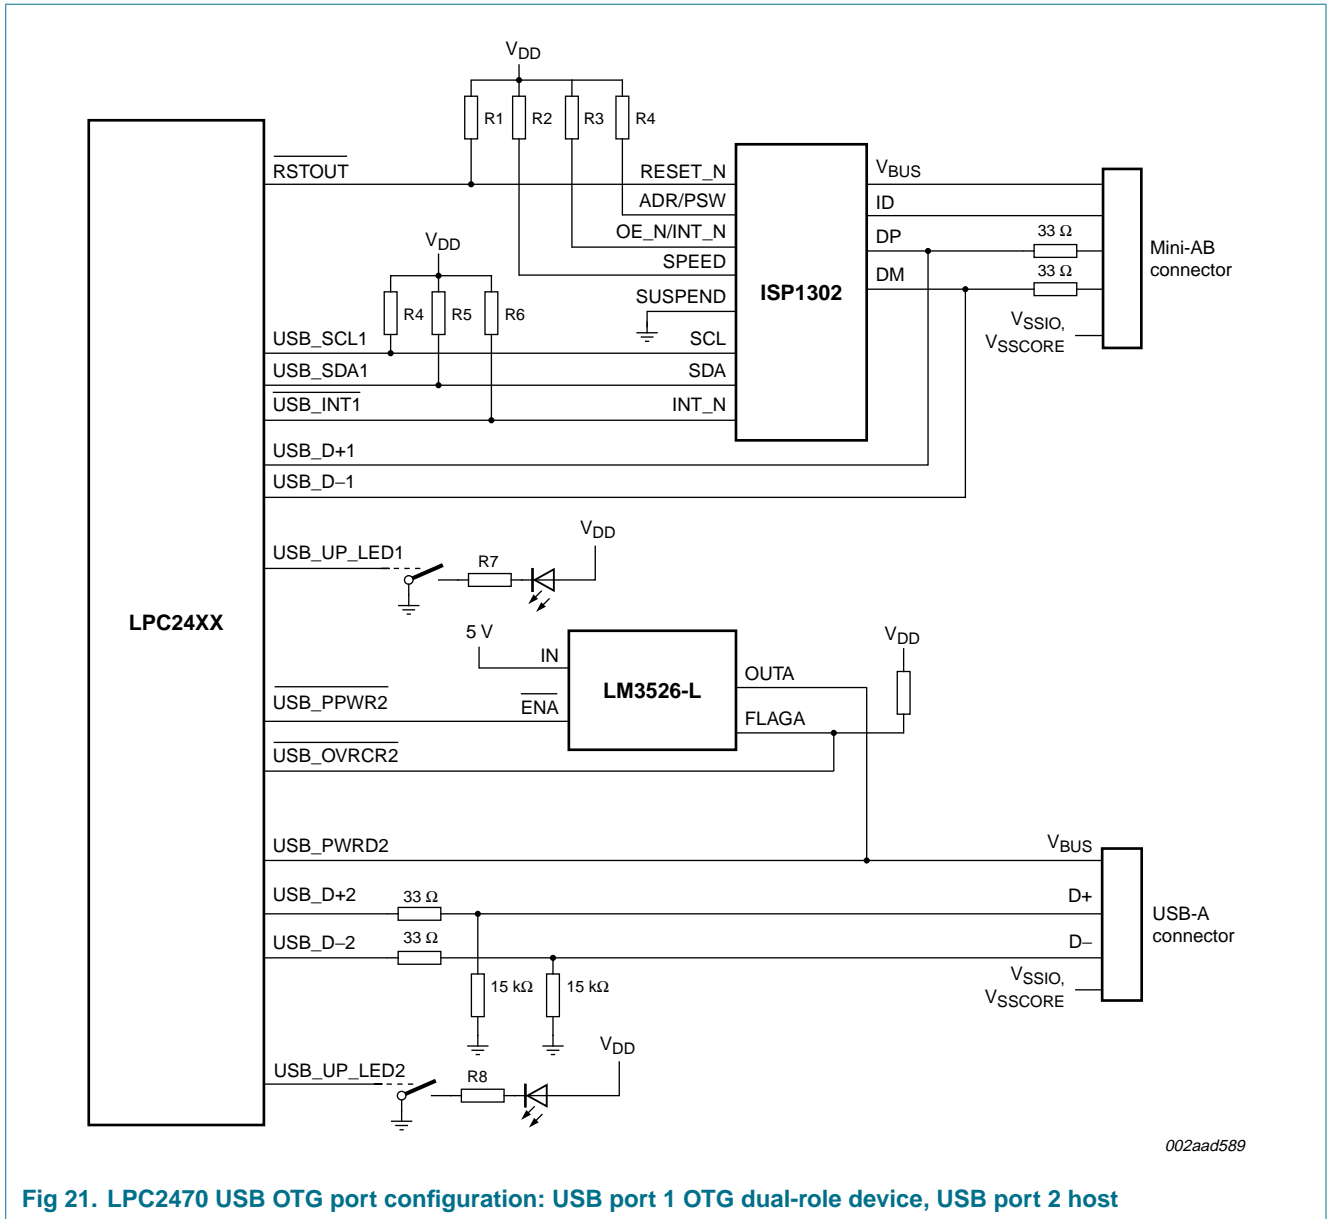 VDD
R1 R2 R3 R4
RSTOUT RESET_N VBUS
ADR/PSW ID
OE_N/INT_N DP 33 Ω
VDD SPEED Mini-AB
connector
ISP1302 DM 33 Ω
SUSPEND
R4 R5 R6 VSSIO,
VSSCORE
USB_SCL1 SCL
USB_SDA1 SDA
USB_INT1 INT_N
USB_D+1
USB_D−1
VDD
USB_UP_LED1 R7
LPC24XX
5 V IN LM3526-L OUTA VDD
USB_PPWR2 ENA FLAGA
USB_OVRCR2
USB_PWRD2 VBUS
USB_D+2 33 Ω D+
USB-A
connector
USB_D−2 33 Ω D−
15 kΩ 15 kΩ VSSIO,
VSSCORE
VDD
USB_UP_LED2 R8
002aad589
Fig 21. LPC2470 USB OTG port configuration: USB port 1 OTG dual-role device, USB port 2 host